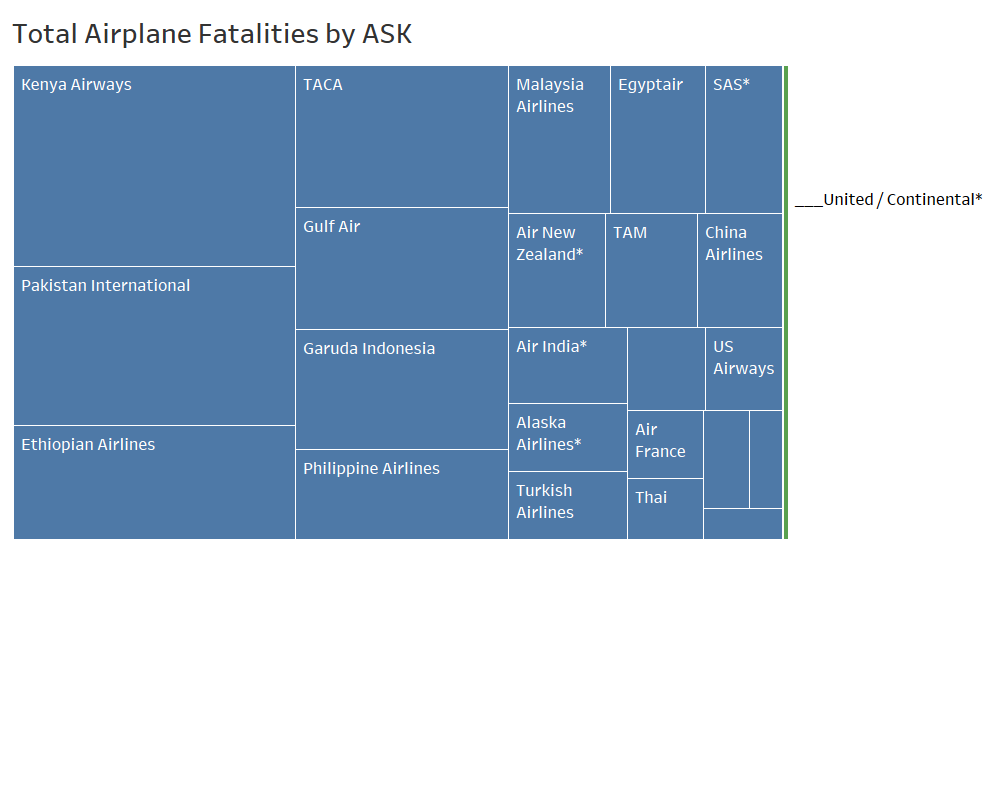 Total Airplane Fatalities by ASK
Kenya Airways
Pakistan International
Ethiopian Airlines
TACA
Gulf Air
Garuda Indonesia
Philippine Airlines
Malaysia
Airlines
Egyptair
SAS*
Air New
Zealand*
TAM
China
Airlines
Air India*
Alaska
Airlines*
Turkish
Airlines
US
Airways
Air
France
Thai
___United / Continental*